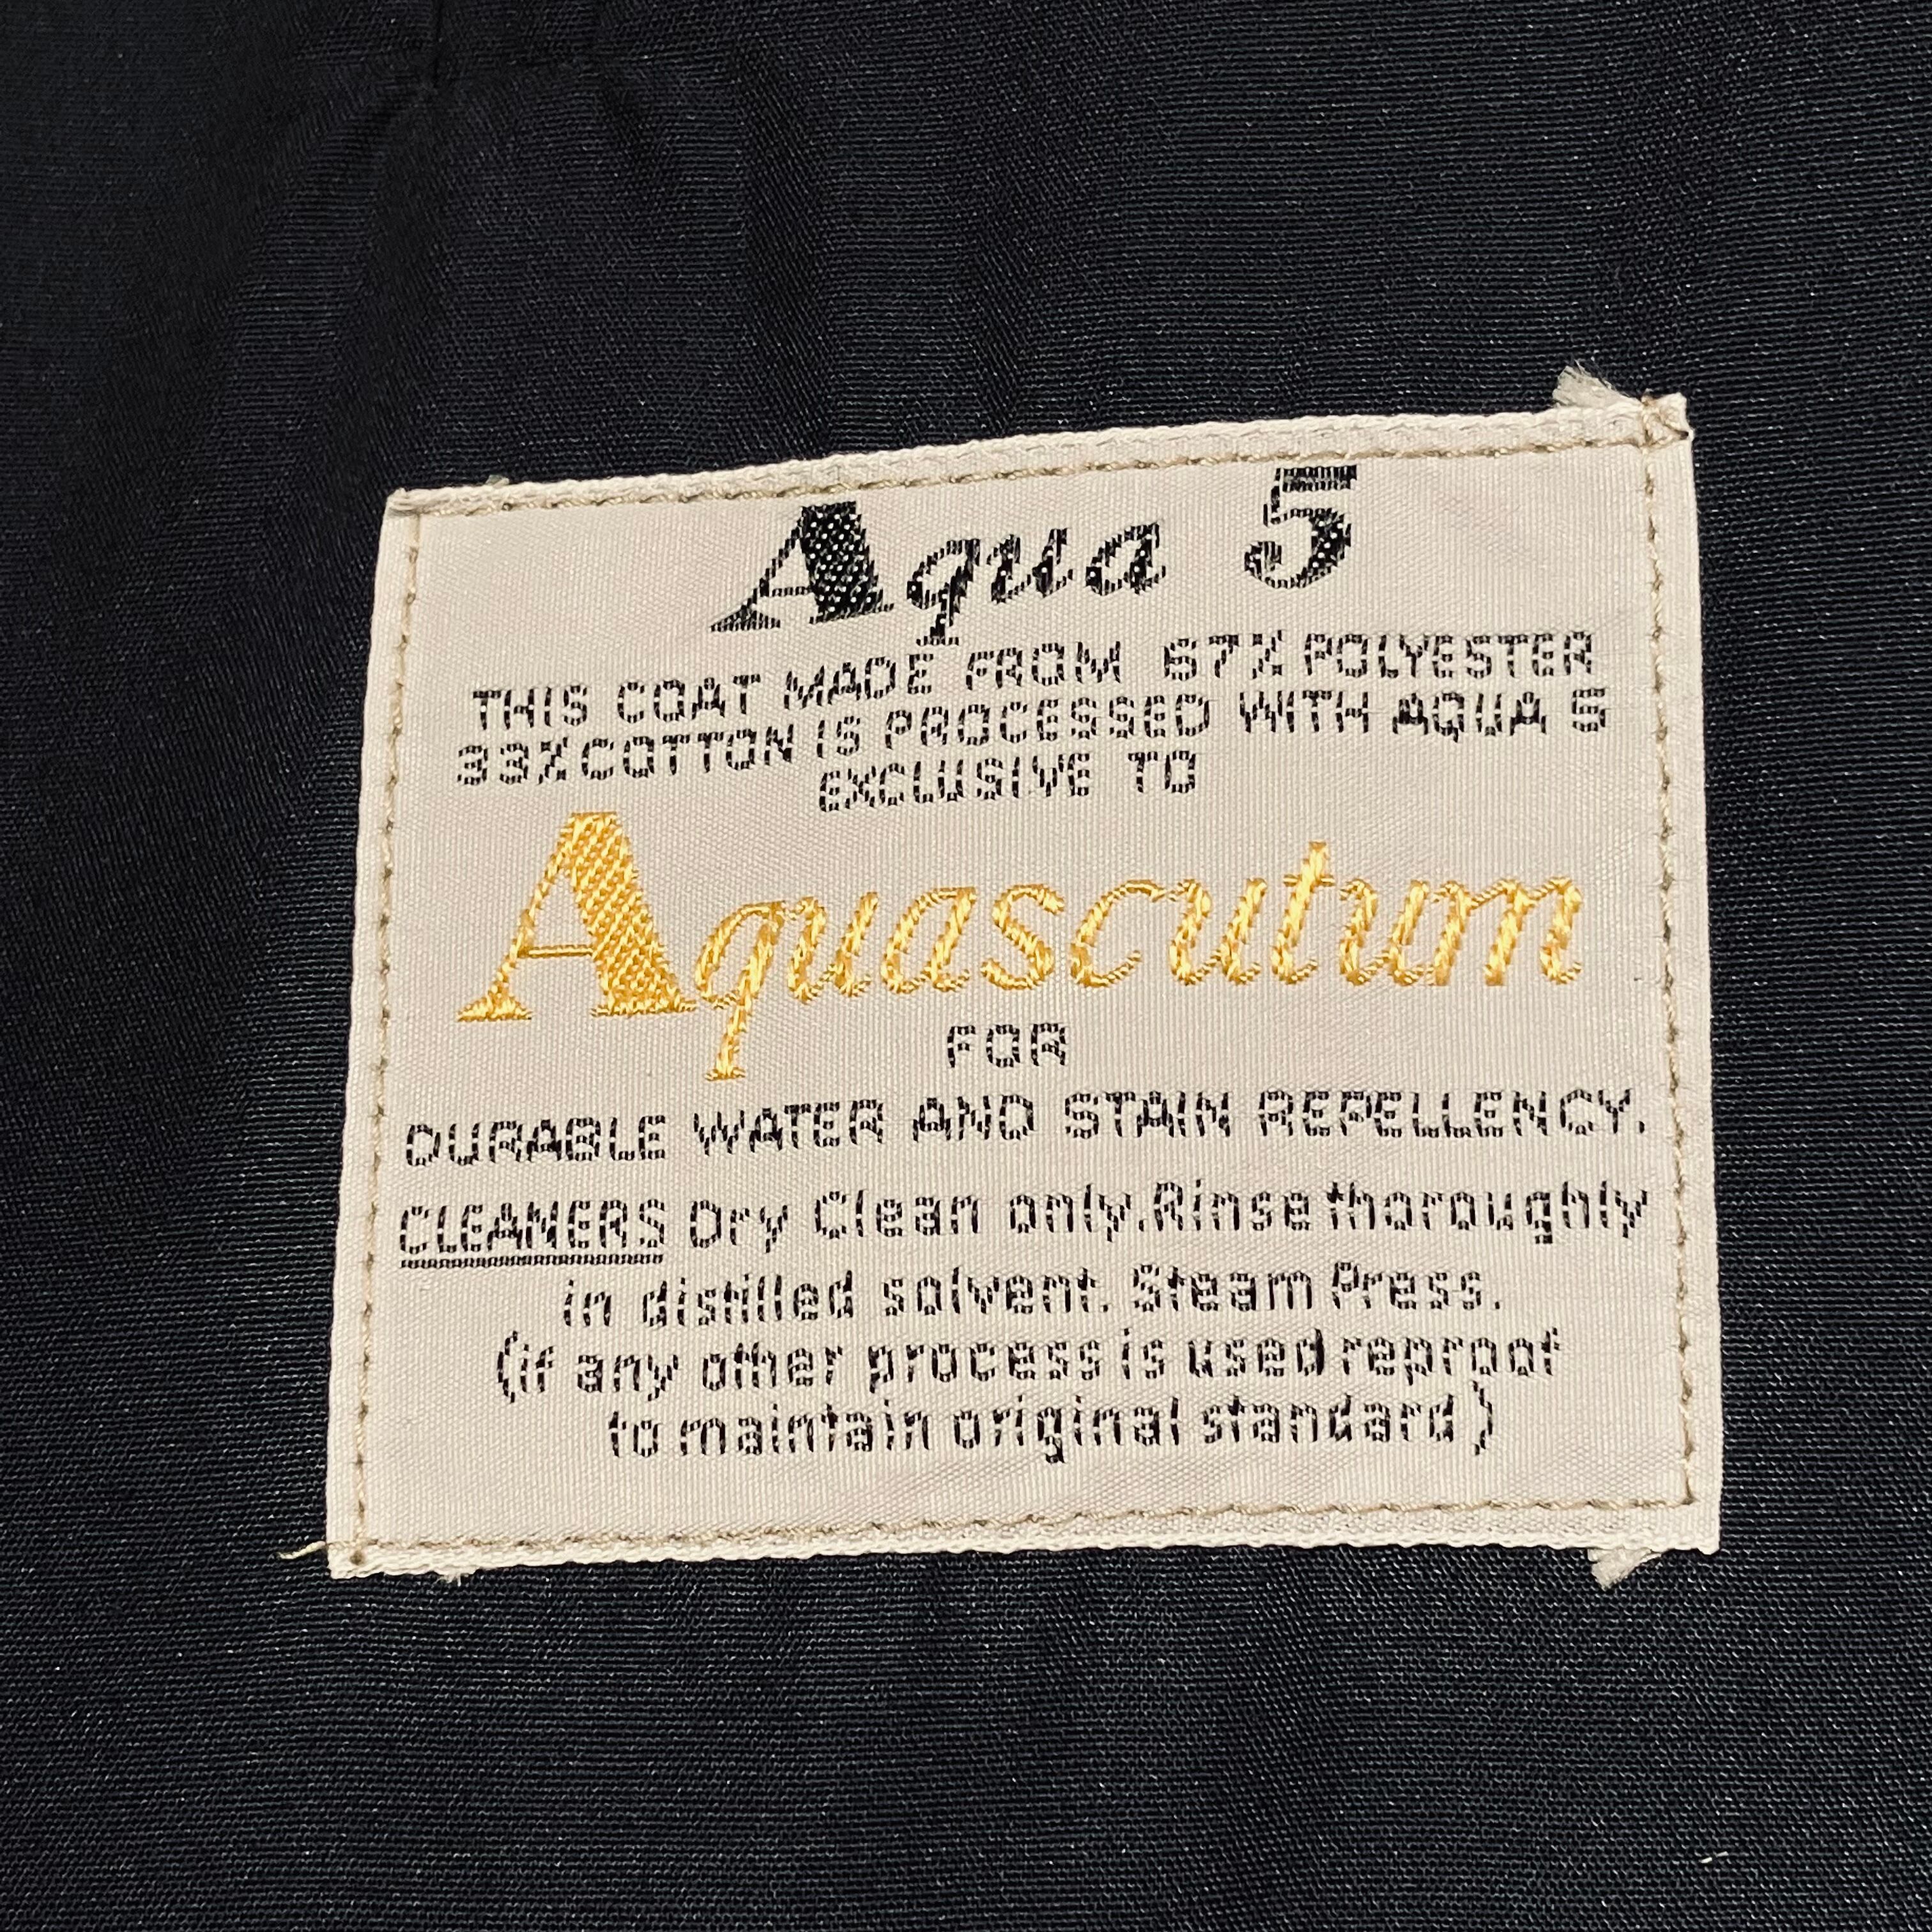 Aqua 5
THIS COAT MADE FROM 67% POLYESTER
33% COTTON IS PROCESSED WITH AQUA 5
EXCLUSIVE TO
Aquascutum
FOR
DURABLE WATER AND STAIN REPELLENCY.
CLEANERS Dry Clean only. Rinse thoroughly
in distilled solvent. Steam Press.
(if any other process is used reproof
to maintain original standard)